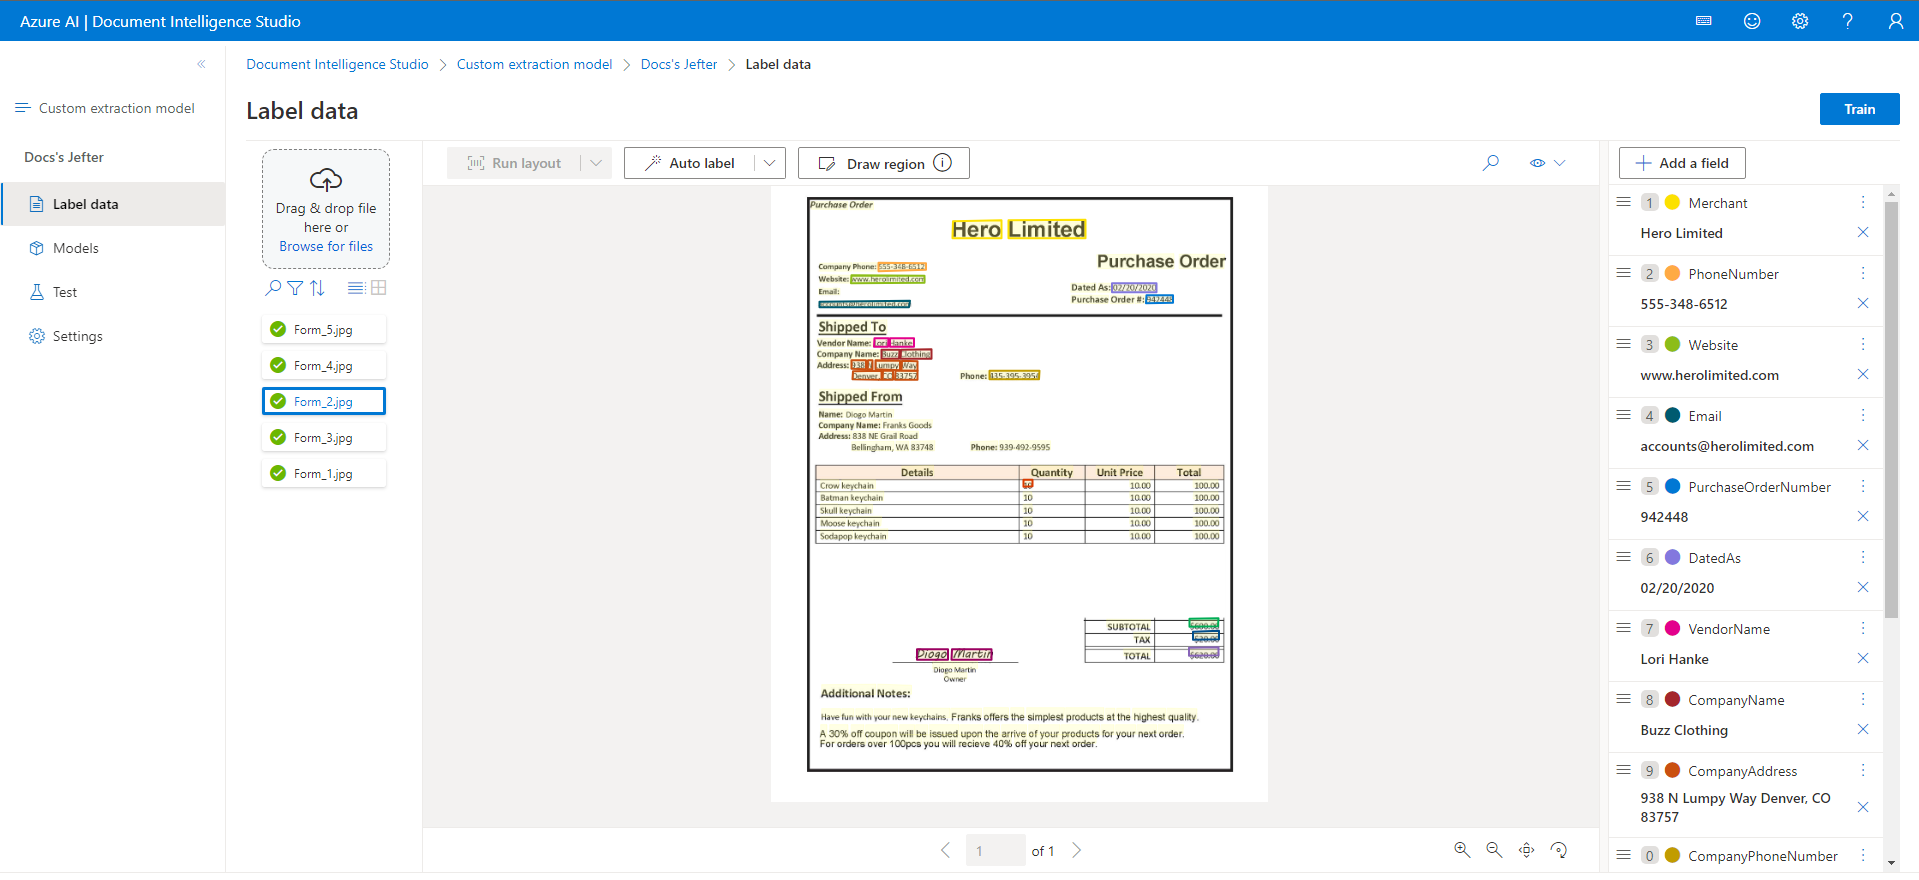 Azure AI | Document Intelligence Studio
Document Intelligence Studio > Custom extraction model > Docs's Jefter > Label data
Custom extraction model
Label data
Train
Docs's Jefter
Label data
Models
Test
Settings
Drag & drop file
here or
Browse for files
Form_5.jpg
Form_4.jpg
Form_2.jpg
Form_3.jpg
Form_1.jpg
Run layout
Auto label
Draw region
Purchase Order
Hero Limited
Purchase Order
Company Phone: 555-348-6512
Website: www.herolimited.com
Email:
accounts@herolimited.com
Dated As: 02/20/2020
Purchase Order #: 942448
Shipped To
Vendor Name: Lori Hanke
Company Name: Buzz Clothing
Address: 938 N Lumpy Way
Denver, CO 83757 Phone: 435-395-3954
Shipped From
Name: Diogo Martin
Company Name: Franks Goods
Address: 838 NE Grail Road
Bellingham, WA 83748 Phone: 939-492-9595
Details Quantity Unit Price Total
Crow keychain 10.00 100.00
Batman keychain 10 10.00 100.00
Skull keychain 10 10.00 100.00
Moose keychain 10 10.00 100.00
Sodapop keychain 10 10.00 100.00
SUBTOTAL $600.00
TAX $20.00
TOTAL $620.00
Diogo Martin
Diogo Martin
Owner
Additional Notes:
Have fun with your new keychains, Franks offers the simplest products at the highest quality.
A 30% off coupon will be issued upon the arrive of your products for your next order.
For orders over 100pcs you will recieve 40% off your next order.
1 of 1
Add a field
1 Merchant
Hero Limited
2 PhoneNumber
555-348-6512
3 Website
www.herolimited.com
4 Email
accounts@herolimited.com
5 PurchaseOrderNumber
942448
6 DatedAs
02/20/2020
7 VendorName
Lori Hanke
8 CompanyName
Buzz Clothing
9 CompanyAddress
938 N Lumpy Way Denver, CO
83757
0 CompanyPhoneNumber